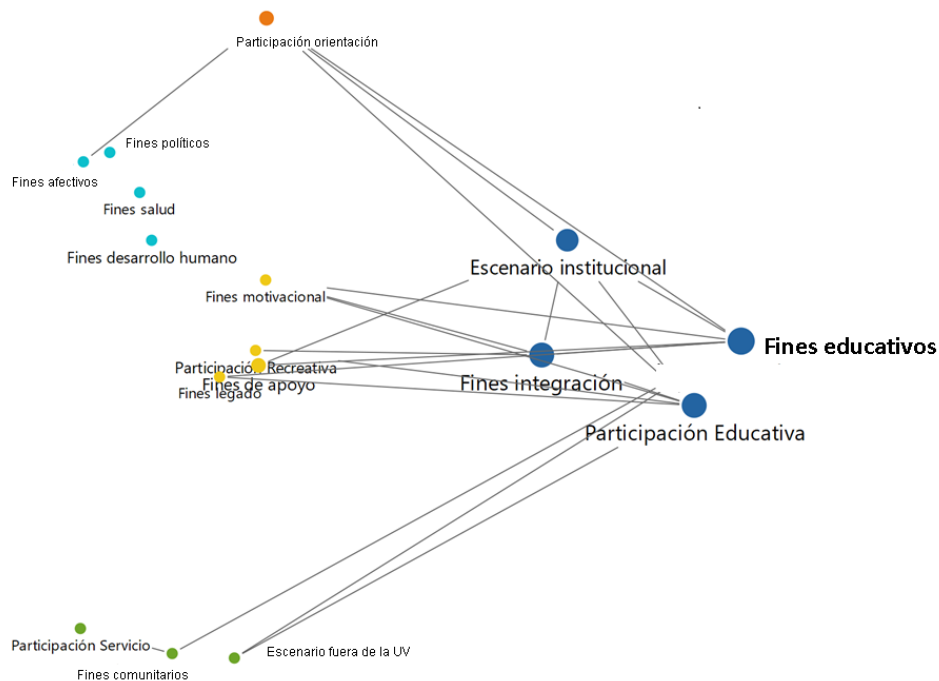 Participación orientación
Fines políticos
Fines afectivos
Fines salud
Fines desarrollo humano
Escenario institucional
Fines motivacional
Fines educativos
Participación Recreativa
Fines de apoyo
Fines integración
Fines legado
Participación Educativa
Participación Servicio
Escenario fuera de la UV
Fines comunitarios